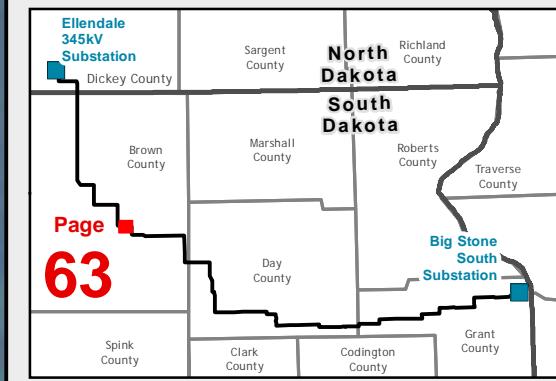 Ellendale
345kV
Substation
Dickey County
Sargent
County
North
Dakota
Richland
County
South
Dakota
Brown
County
Marshall
County
Roberts
County
Traverse
County
Page
63
Day
County
Big Stone
South
Substation
Spink
County
Clark
County
Codington
County
Grant
County